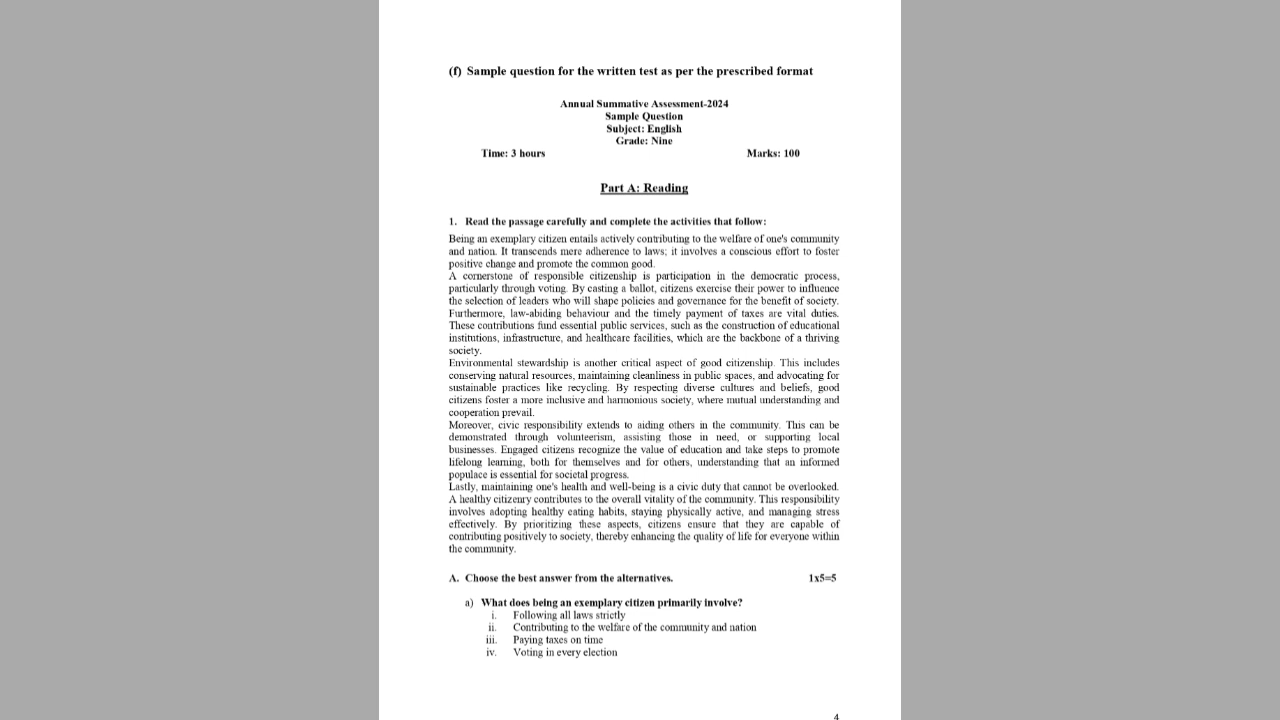 (f) Sample question for the written test as per the prescribed format
Annual Summative Assessment-2024
Sample Question
Subject: English
Grade: Nine
Time: 3 hours Marks: 100
Part A: Reading
1. Read the passage carefully and complete the activities that follow:
Being an exemplary citizen entails actively contributing to the welfare of one's community
and nation. It transcends mere adherence to laws; it involves a conscious effort to foster
positive change and promote the common good.
A cornerstone of responsible citizenship is participation in the democratic process,
particularly through voting. By casting a ballot, citizens exercise their power to influence
the selection of leaders who will shape policies and governance for the benefit of society.
Furthermore, law-abiding behaviour and the timely payment of taxes are vital duties.
These contributions fund essential public services, such as the construction of educational
institutions, infrastructure, and healthcare facilities, which are the backbone of a thriving
society.
Environmental stewardship is another critical aspect of good citizenship. This includes
conserving natural resources, maintaining cleanliness in public spaces, and advocating for
sustainable practices like recycling. By respecting diverse cultures and beliefs, good
citizens foster a more inclusive and harmonious society, where mutual understanding and
cooperation prevail.
Moreover, civic responsibility extends to aiding others in the community. This can be
demonstrated through volunteerism, assisting those in need, or supporting local
businesses. Engaged citizens recognize the value of education and take steps to promote
lifelong learning, both for themselves and for others, understanding that an informed
populace is essential for societal progress.
Lastly, maintaining one's health and well-being is a civic duty that cannot be overlooked.
A healthy citizenry contributes to the overall vitality of the community. This responsibility
involves adopting healthy eating habits, staying physically active, and managing stress
effectively. By prioritizing these aspects, citizens ensure that they are capable of
contributing positively to society, thereby enhancing the quality of life for everyone within
the community.
A. Choose the best answer from the alternatives. 1x5=5
a) What does being an exemplary citizen primarily involve?
i. Following all laws strictly
ii. Contributing to the welfare of the community and nation
iii. Paying taxes on time
iv. Voting in every election
4